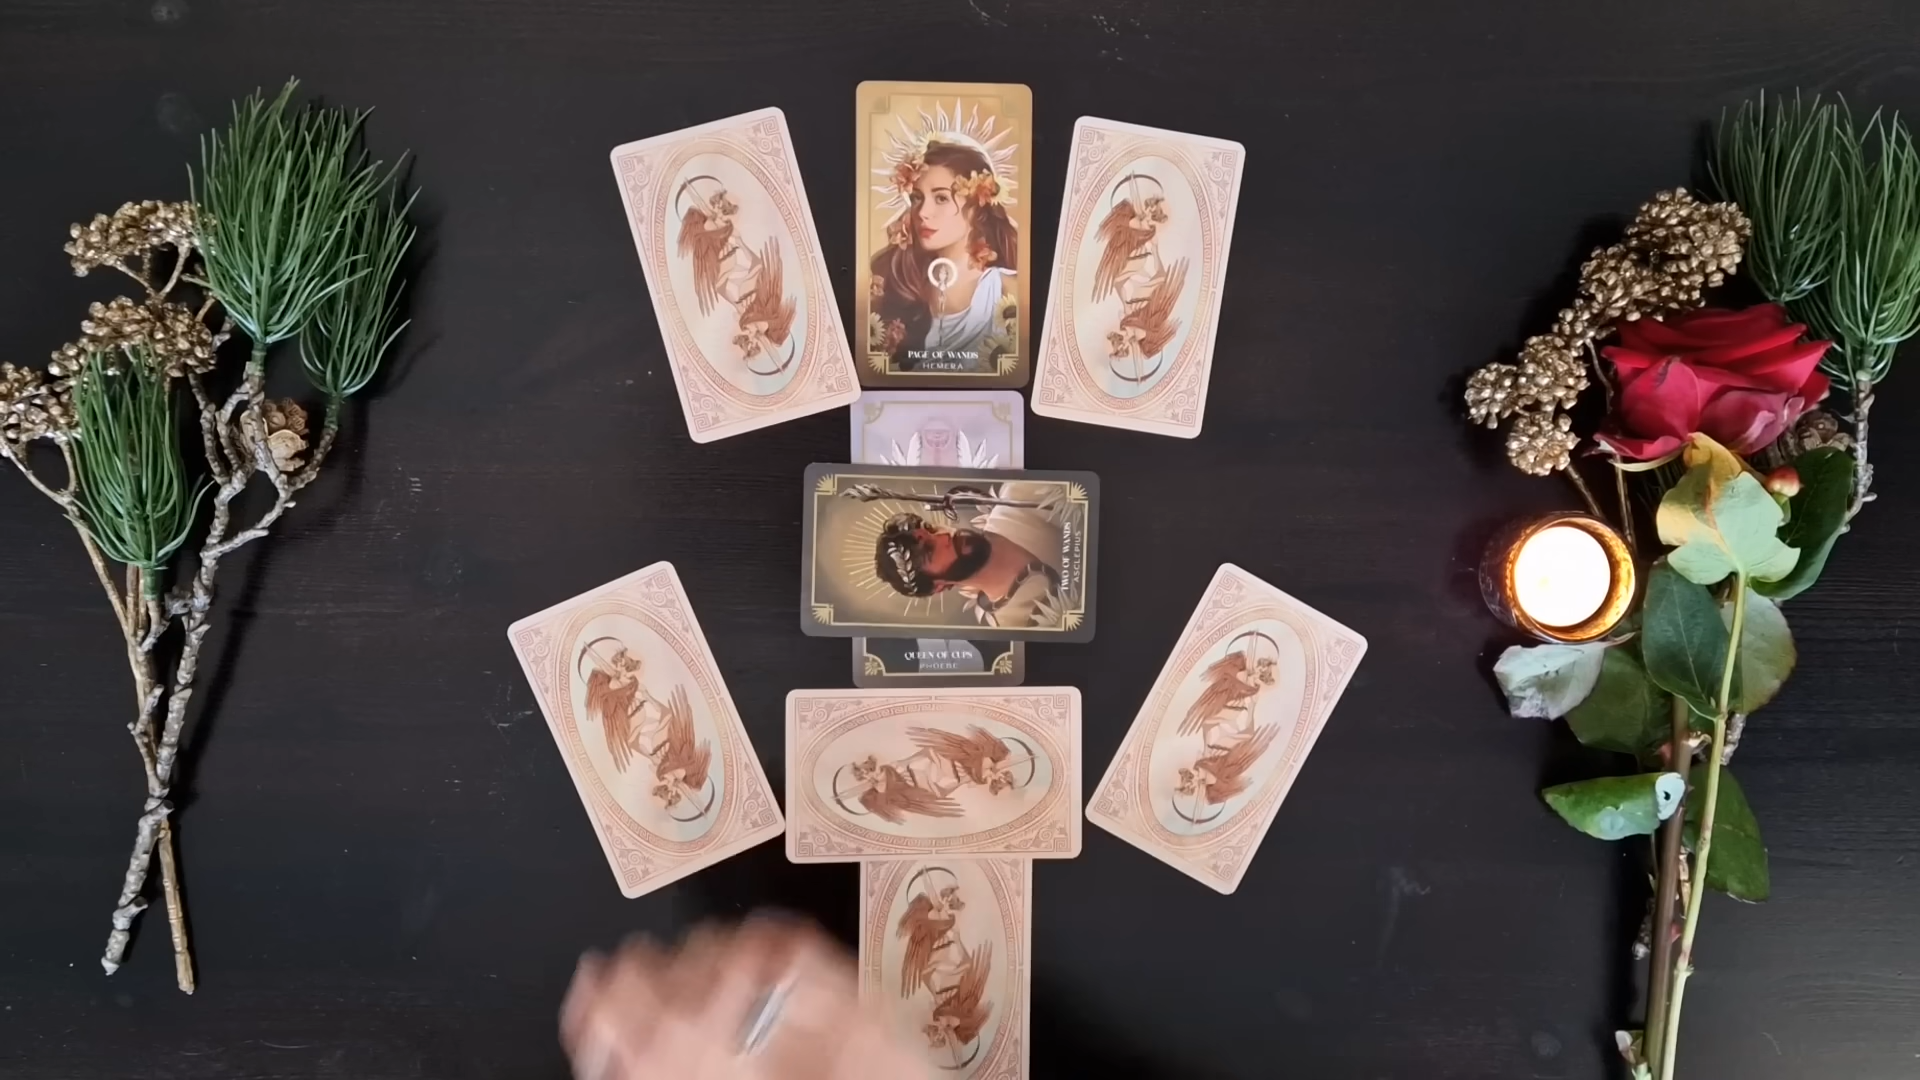 PAGE OF WANDS
HEMERA
TWO OF WANDS
ASCLEPIUS
QUEEN OF CUPS
PHOEBE